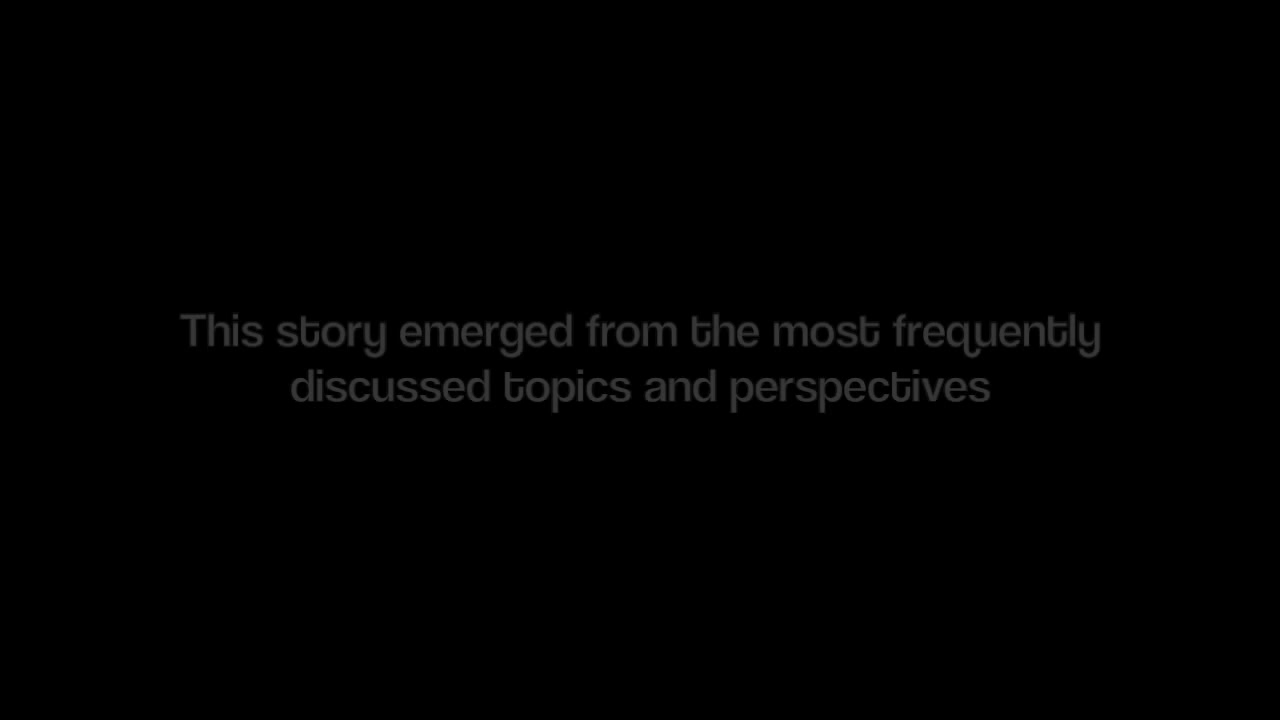 This story emerged from the most frequently
discussed topics and perspectives